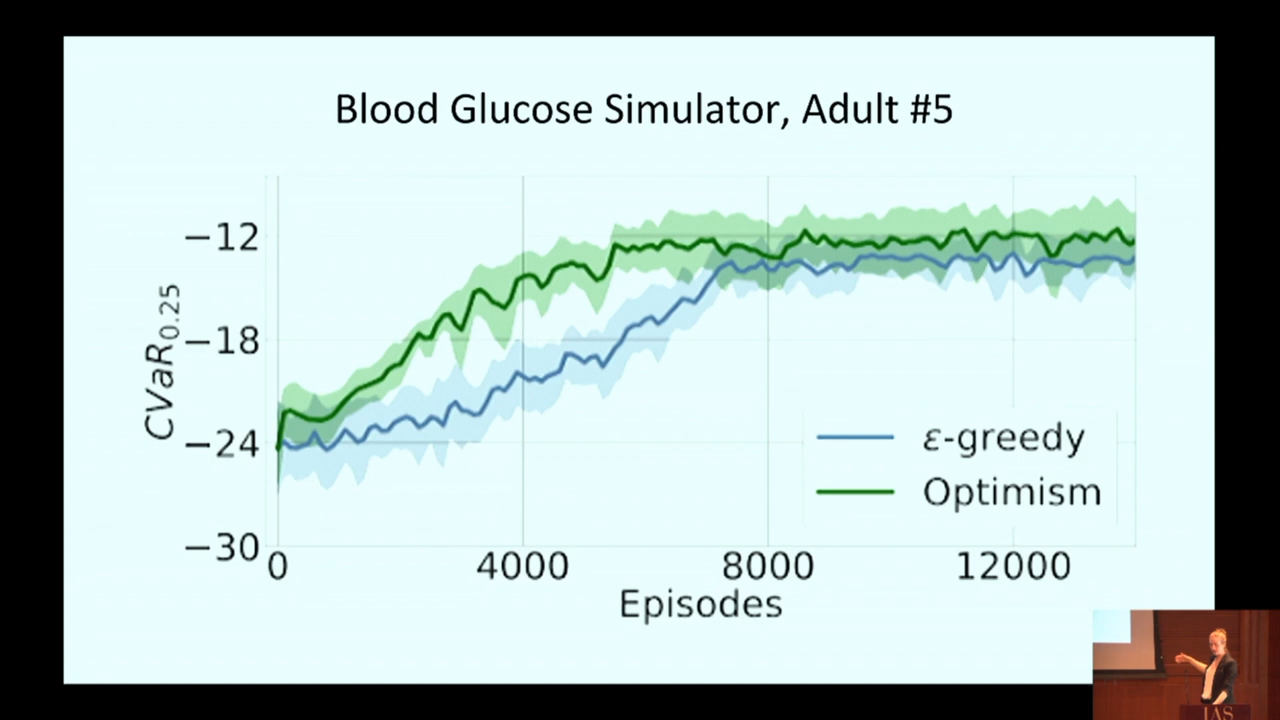 Blood Glucose Simulator, Adult #5
CVaR0.25
−12
−18
−24
−30
0 4000 8000 12000
Episodes
ε-greedy
Optimism
IAS